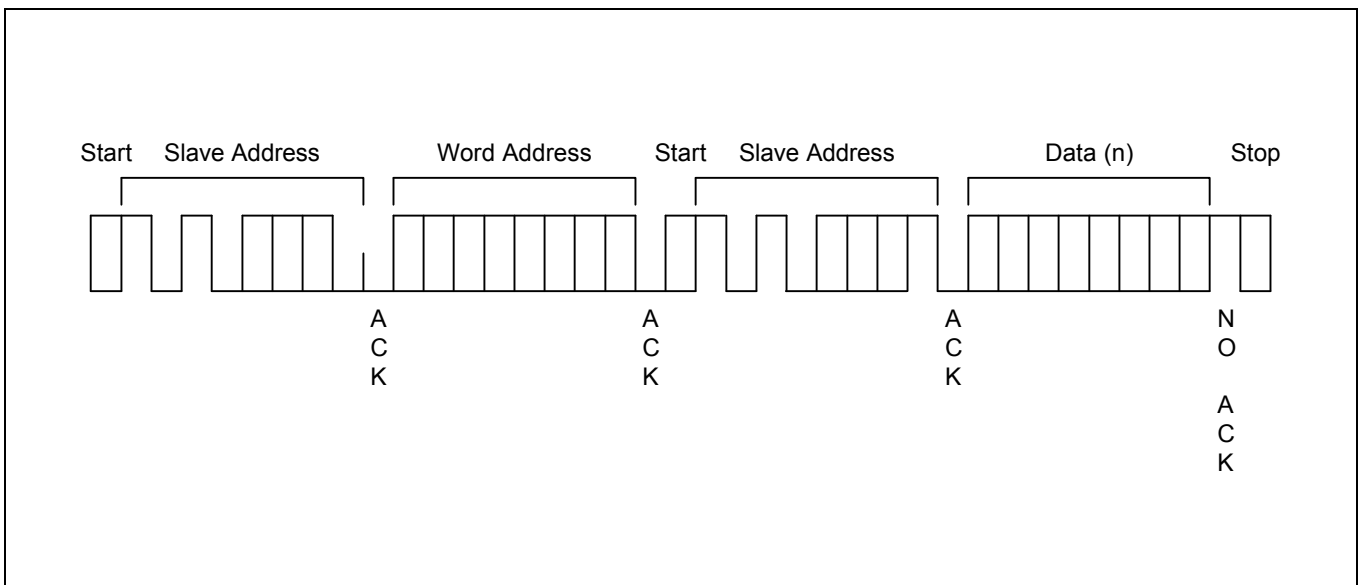 Start Slave Address Word Address Start Slave Address Data (n) Stop
A A A N
C C C O
K K K
A
C
K